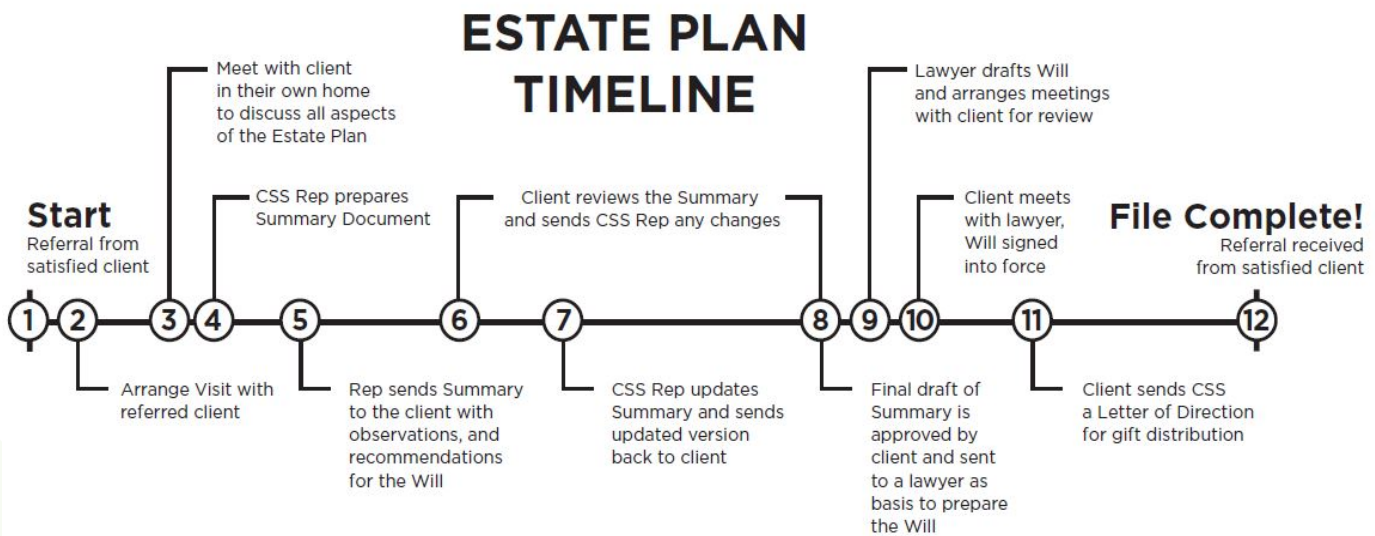 ESTATE PLAN
TIMELINE
Start
Referral from
satisfied client
Meet with client
in their own home
to discuss all aspects
of the Estate Plan
CSS Rep prepares
Summary Document
Client reviews the Summary
and sends CSS Rep any changes
Lawyer drafts Will
and arranges meetings
with client for review
Client meets
with lawyer,
Will signed
into force
File Complete!
Referral received
from satisfied client
1 2 3 4 5 6 7 8 9 10 11 12
Arrange Visit with
referred client
Rep sends Summary
to the client with
observations, and
recommendations
for the Will
CSS Rep updates
Summary and sends
updated version
back to client
Final draft of
Summary is
approved by
client and sent
to a lawyer as
basis to prepare
the Will
Client sends CSS
a Letter of Direction
for gift distribution